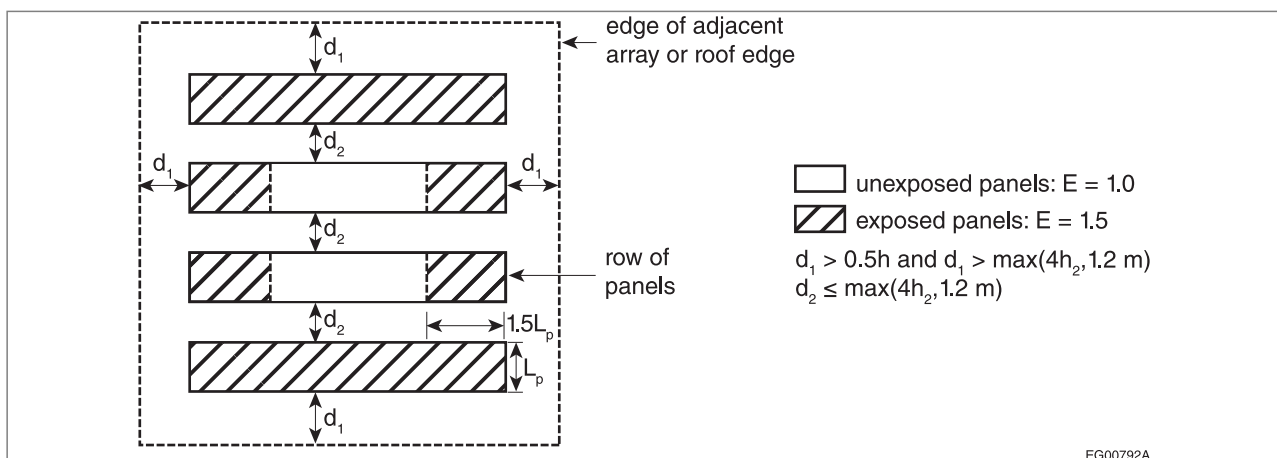 edge of adjacent
array or roof edge
d₁
d₂
d₁
d₁
unexposed panels: E = 1.0
exposed panels: E = 1.5
d₂
row of
panels
d₁ > 0.5h and d₁ > max(4h₂,1.2 m)
d₂ ≤ max(4h₂,1.2 m)
d₂
1.5Lₚ
Lₚ
d₁
EG00792A